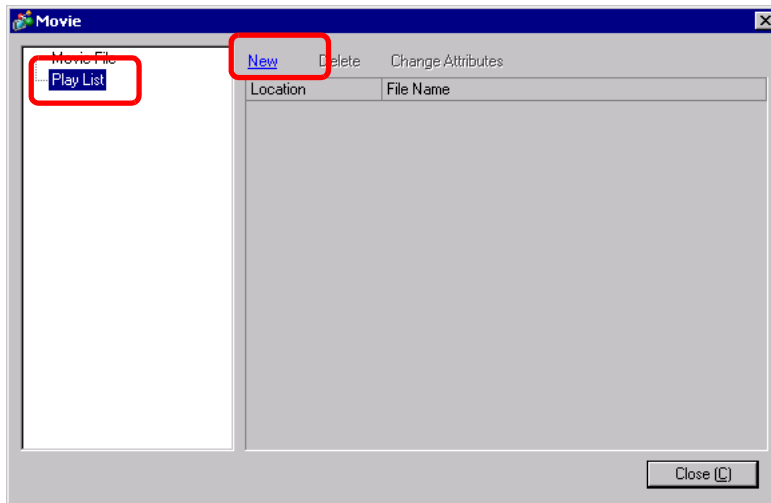 Movie
Movie File
Play List
New Delete Change Attributes
Location File Name
Close (C)